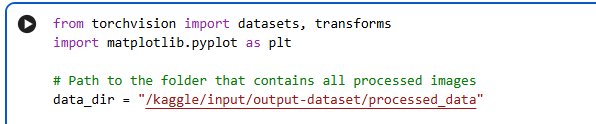 from torchvision import datasets, transforms
import matplotlib.pyplot as plt
# Path to the folder that contains all processed images
data_dir = "/kaggle/input/output-dataset/processed_data"